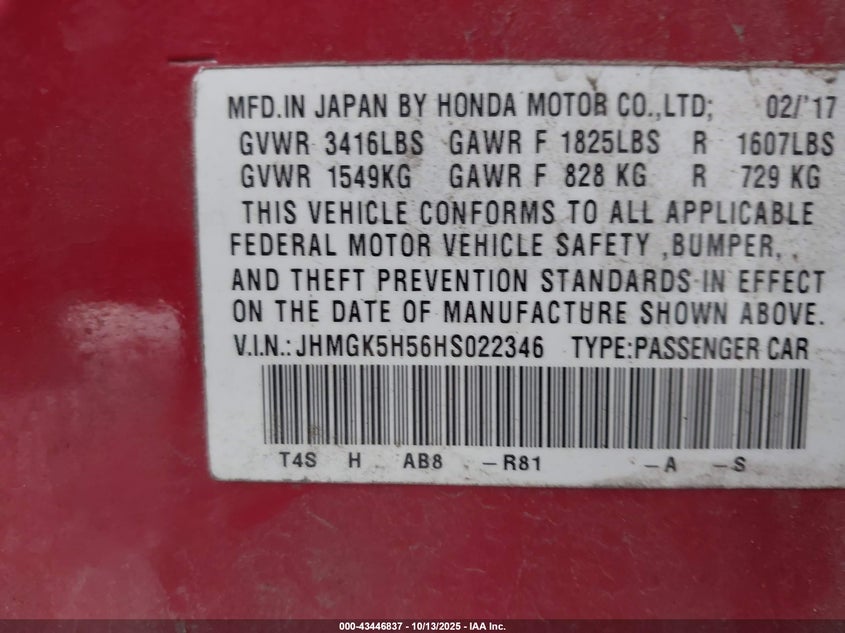 MFD.IN JAPAN BY HONDA MOTOR CO.,LTD; 02/'17
GVWR 3416LBS GAWR F 1825LBS R 1607LBS
GVWR 1549KG GAWR F 828 KG R 729 KG
THIS VEHICLE CONFORMS TO ALL APPLICABLE
FEDERAL MOTOR VEHICLE SAFETY ,BUMPER,
AND THEFT PREVENTION STANDARDS IN EFFECT
ON THE DATE OF MANUFACTURE SHOWN ABOVE.
V.I.N.: JHMGK5H56HS022346 TYPE:PASSENGER CAR
T4S H AB8 -R81 -A -S
000-43446837 - 10/13/2025 - IAA Inc.